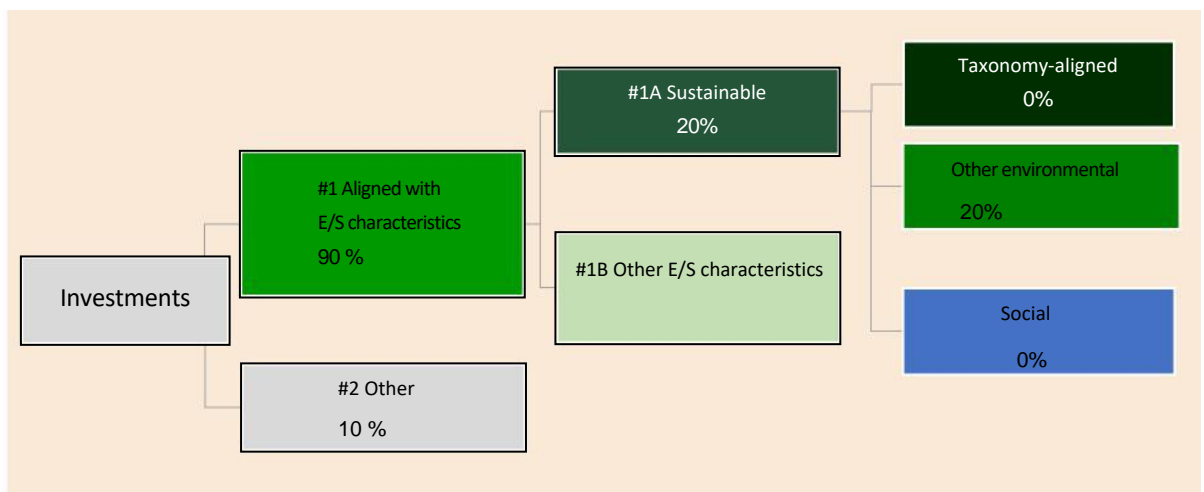 Investments
#1 Aligned with
E/S characteristics
90 %
#2 Other
10 %
#1A Sustainable
20%
#1B Other E/S characteristics
Taxonomy-aligned
0%
Other environmental
20%
Social
0%